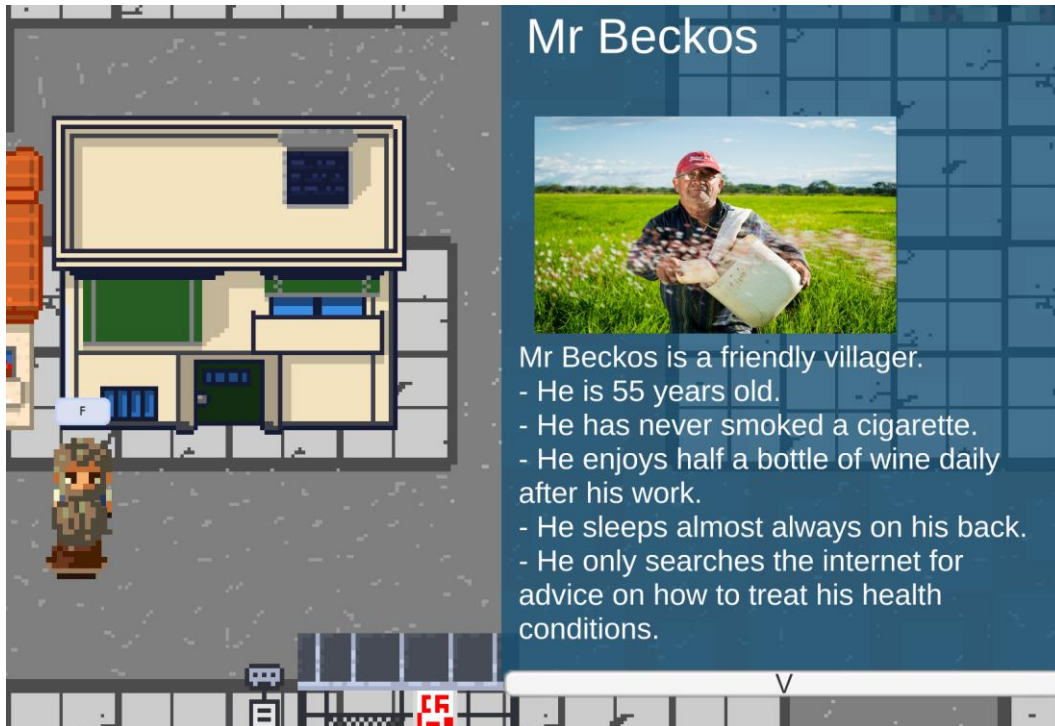 Mr Beckos
Mr Beckos is a friendly villager.
- He is 55 years old.
- He has never smoked a cigarette.
- He enjoys half a bottle of wine daily
after his work.
- He sleeps almost always on his back.
- He only searches the internet for
advice on how to treat his health
conditions.
F
V